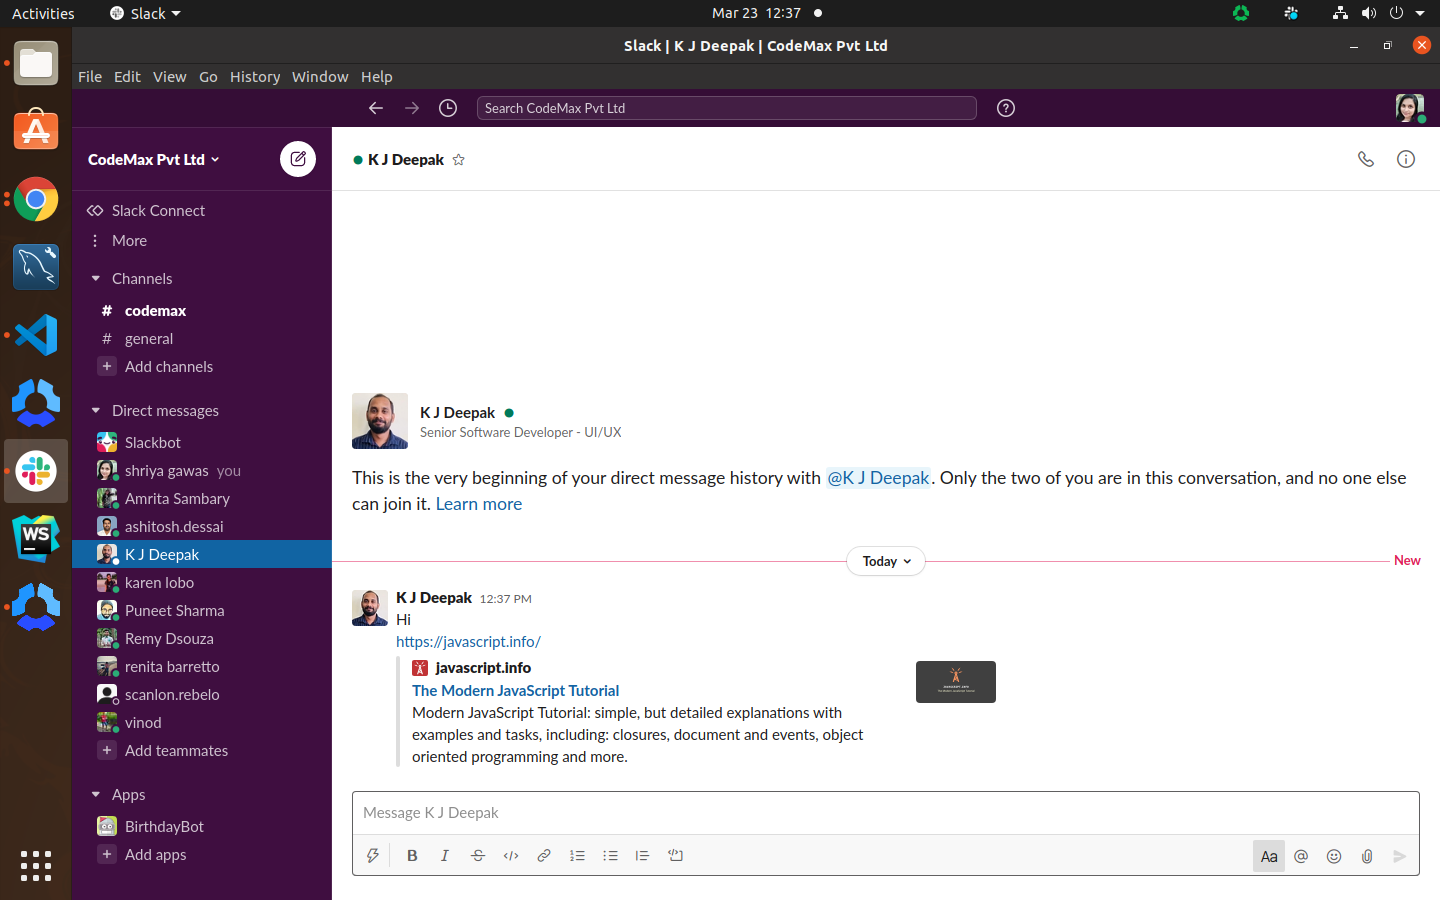 Activities
Slack
Mar 23 12:37
Slack | K J Deepak | CodeMax Pvt Ltd
File Edit View Go History Window Help
Search CodeMax Pvt Ltd
CodeMax Pvt Ltd
Slack Connect
More
Channels
# codemax
# general
+ Add channels
Direct messages
Slackbot
shriya gawas you
Amrita Sambary
ashitosh.dessai
K J Deepak
karen lobo
Puneet Sharma
Remy Dsouza
renita barretto
scanlon.rebelo
vinod
+ Add teammates
Apps
BirthdayBot
+ Add apps
K J Deepak
K J Deepak
Senior Software Developer - UI/UX
This is the very beginning of your direct message history with @K J Deepak. Only the two of you are in this conversation, and no one else
can join it. Learn more
Today
New
K J Deepak 12:37 PM
Hi
https://javascript.info/
javascript.info
The Modern JavaScript Tutorial
Modern JavaScript Tutorial: simple, but detailed explanations with
examples and tasks, including: closures, document and events, object
oriented programming and more.
Message K J Deepak
B I S </>
Aa @
WS